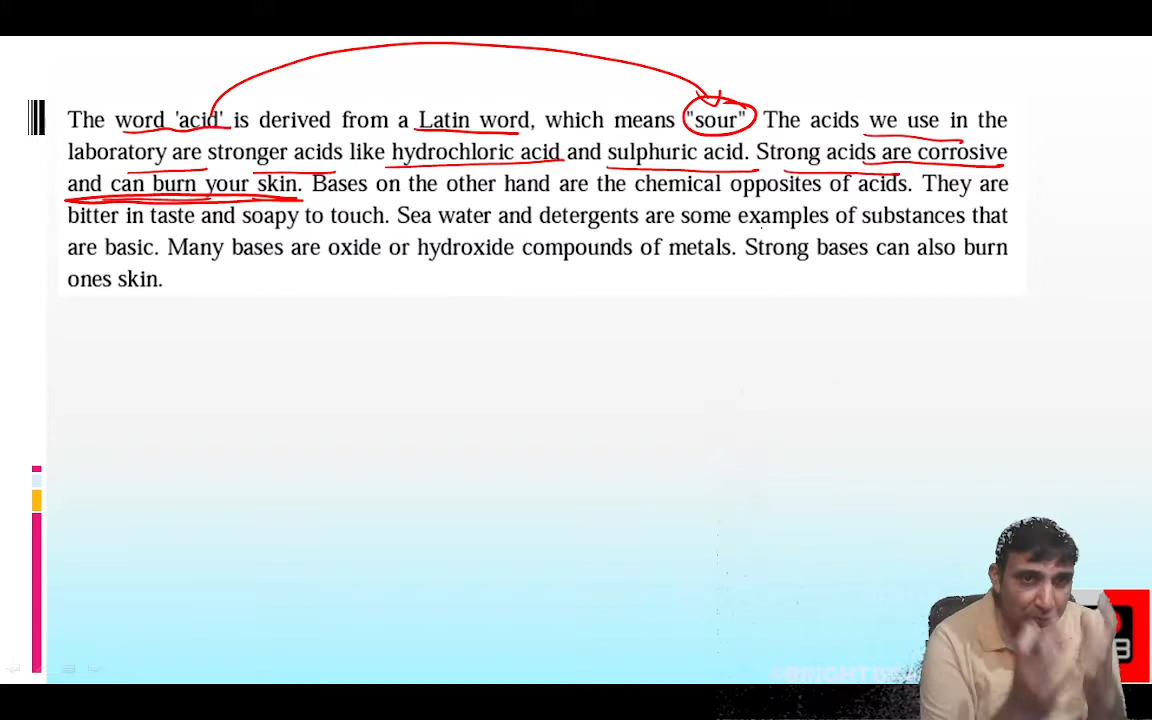 The word 'acid' is derived from a Latin word, which means "sour" The acids we use in the
laboratory are stronger acids like hydrochloric acid and sulphuric acid. Strong acids are corrosive
and can burn your skin. Bases on the other hand are the chemical opposites of acids. They are
bitter in taste and soapy to touch. Sea water and detergents are some examples of substances that
are basic. Many bases are oxide or hydroxide compounds of metals. Strong bases can also burn
ones skin.